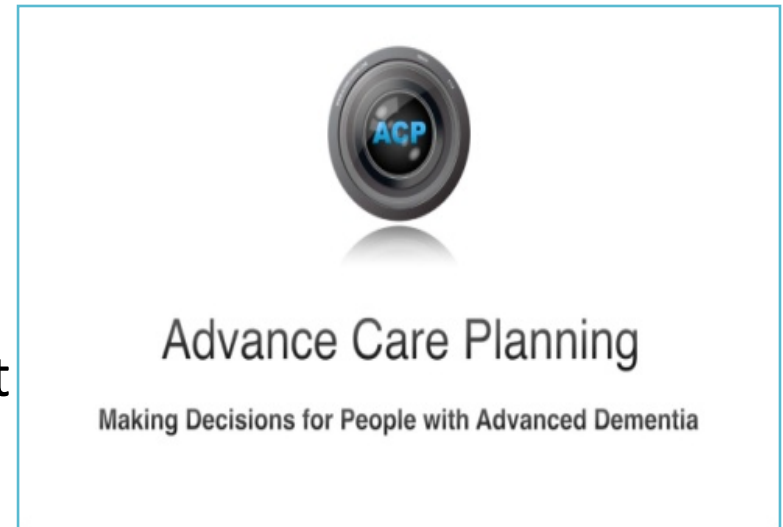 ACP
Advance Care Planning
t
Making Decisions for People with Advanced Dementia